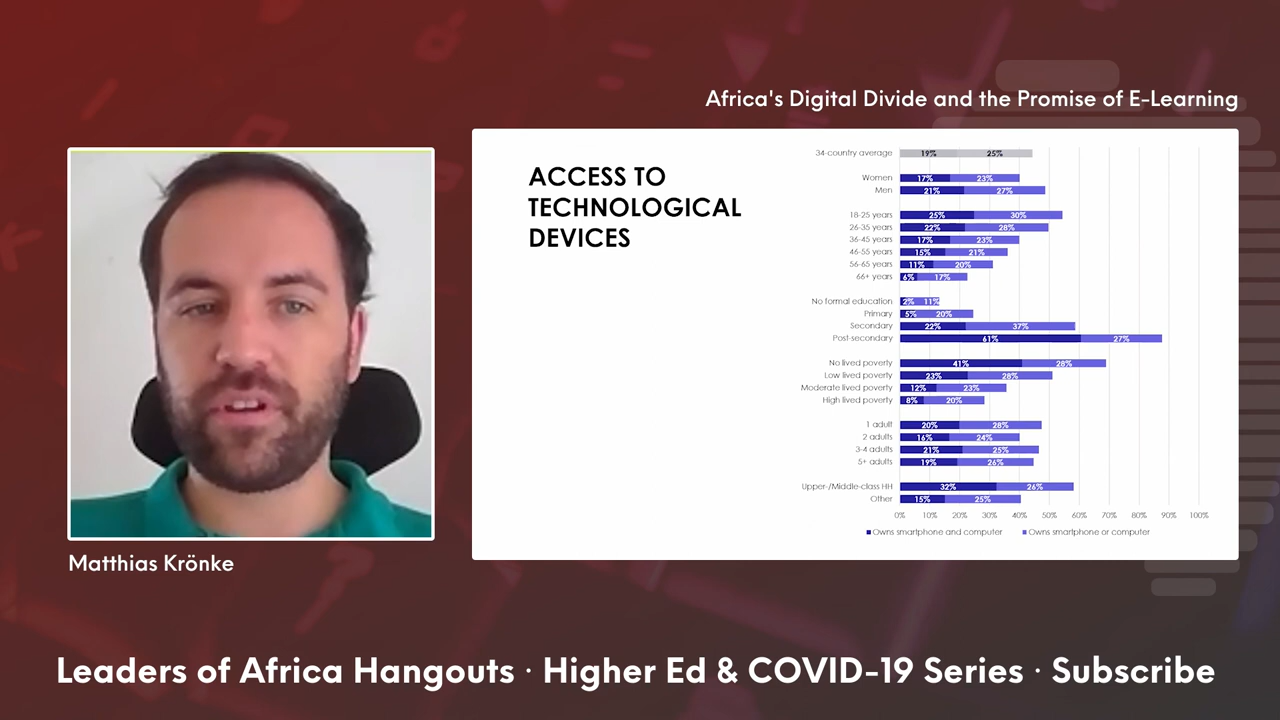 Africa's Digital Divide and the Promise of E-Learning
ACCESS TO
TECHNOLOGICAL
DEVICES
34-country average 19% 25%
Women 17% 23%
Men 21% 27%
18-25 years 25% 30%
26-35 years 22% 28%
36-45 years 17% 23%
46-55 years 15% 21%
56-65 years 11% 20%
66+ years 6% 17%
No formal education 2% 11%
Primary 5% 20%
Secondary 22% 37%
Post-secondary 61% 27%
No lived poverty 41% 28%
Low lived poverty 23% 28%
Moderate lived poverty 12% 23%
High lived poverty 8% 20%
1 adult 20% 28%
2 adults 16% 24%
3-4 adults 21% 25%
5+ adults 19% 26%
Upper-/Middle-class HH 32% 26%
Other 15% 25%
0% 10% 20% 30% 40% 50% 60% 70% 80% 90% 100%
Owns smartphone and computer Owns smartphone or computer
Matthias Krönke
Leaders of Africa Hangouts · Higher Ed & COVID-19 Series · Subscribe